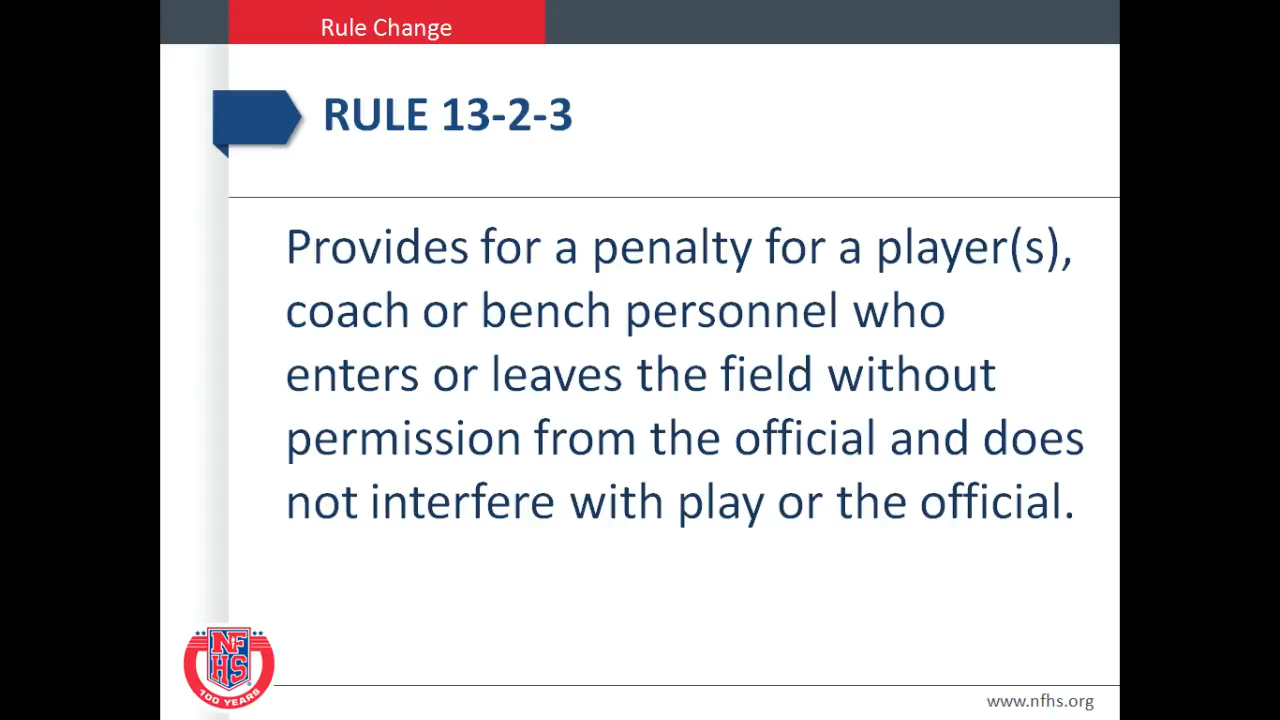 Rule Change
RULE 13-2-3
Provides for a penalty for a player(s),
coach or bench personnel who
enters or leaves the field without
permission from the official and does
not interfere with play or the official.
NF
HS
100 YEARS
www.nfhs.org